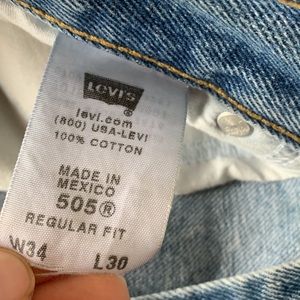 Levi's
®
levi.com
(800) USA-LEVI
100% COTTON
MADE IN
MEXICO
505®
REGULAR FIT
W34 L30